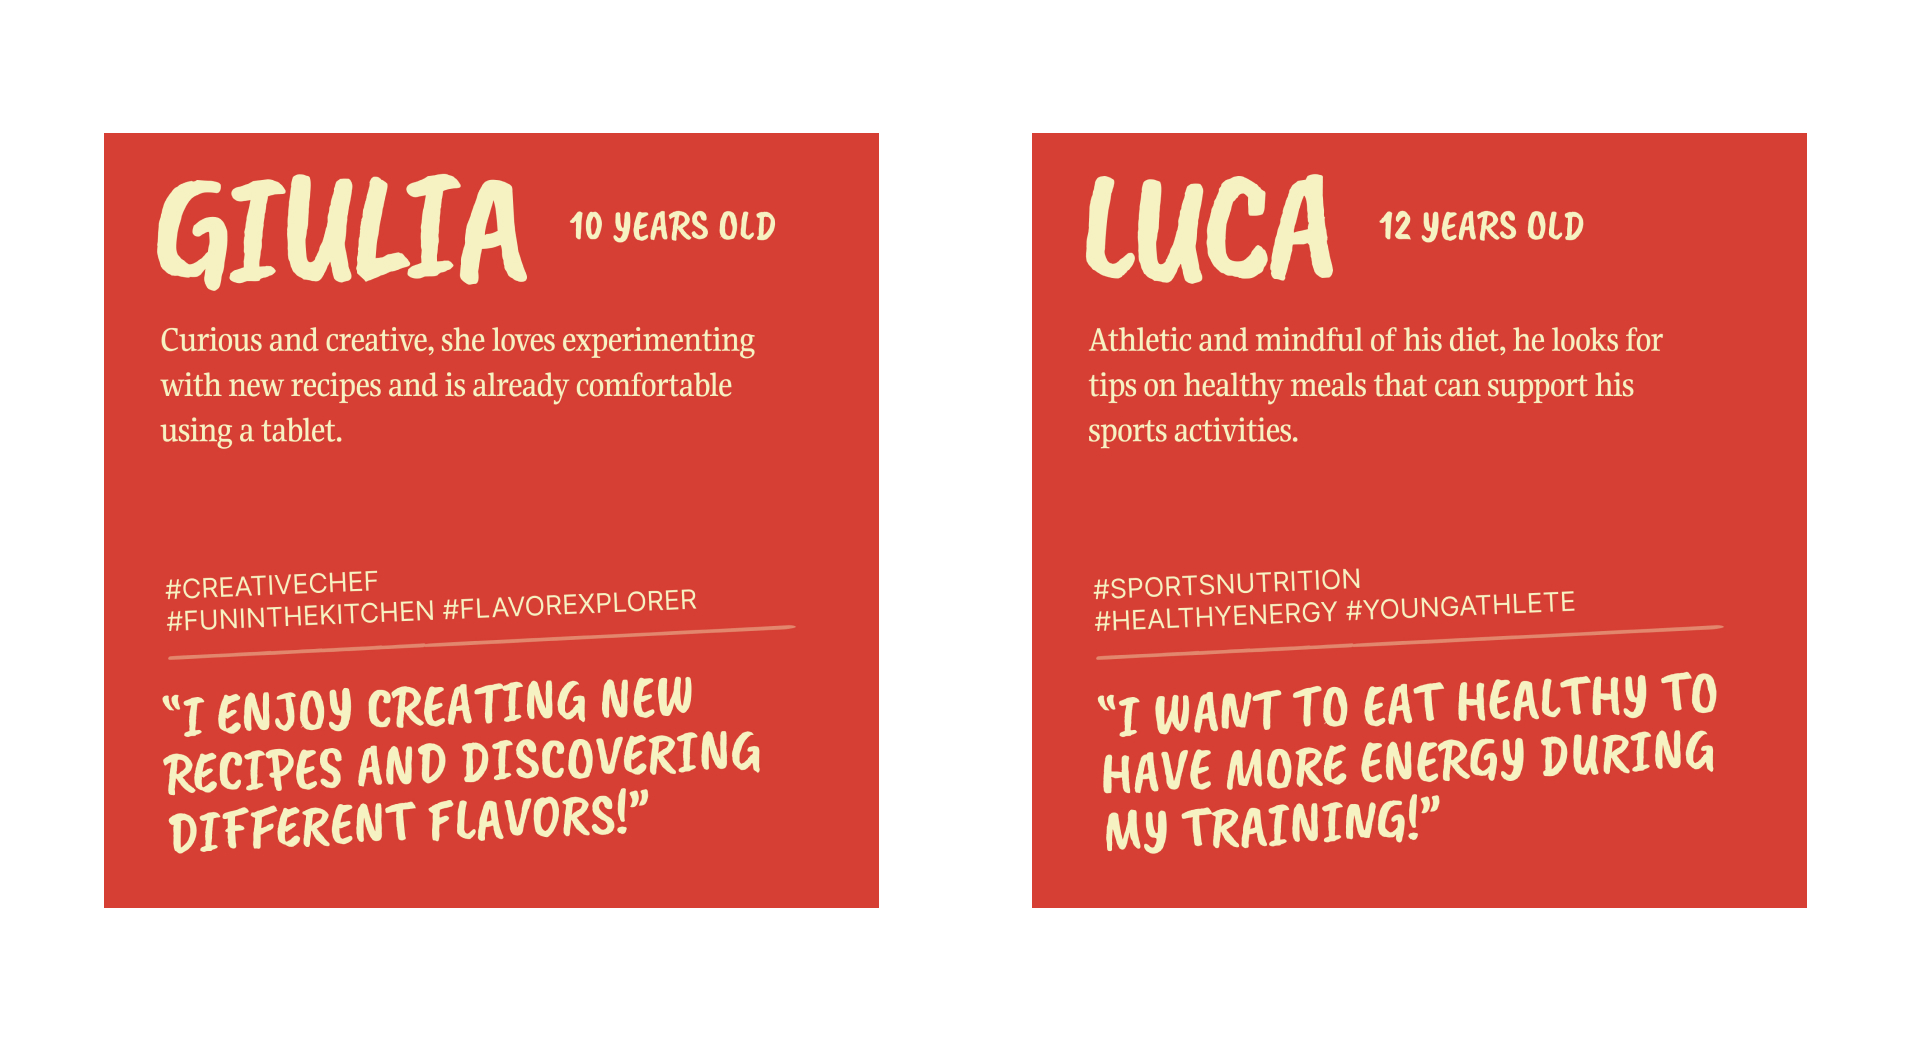 GIULIA 10 YEARS OLD
Curious and creative, she loves experimenting
with new recipes and is already comfortable
using a tablet.
#CREATIVECHEF
#FUNINTHEKITCHEN #FLAVOREXPLORER
“I ENJOY CREATING NEW
RECIPES AND DISCOVERING
DIFFERENT FLAVORS!”
LUCA 12 YEARS OLD
Athletic and mindful of his diet, he looks for
tips on healthy meals that can support his
sports activities.
#SPORTSNUTRITION
#HEALTHYENERGY #YOUNGATHLETE
“I WANT TO EAT HEALTHY TO
HAVE MORE ENERGY DURING
MY TRAINING!”